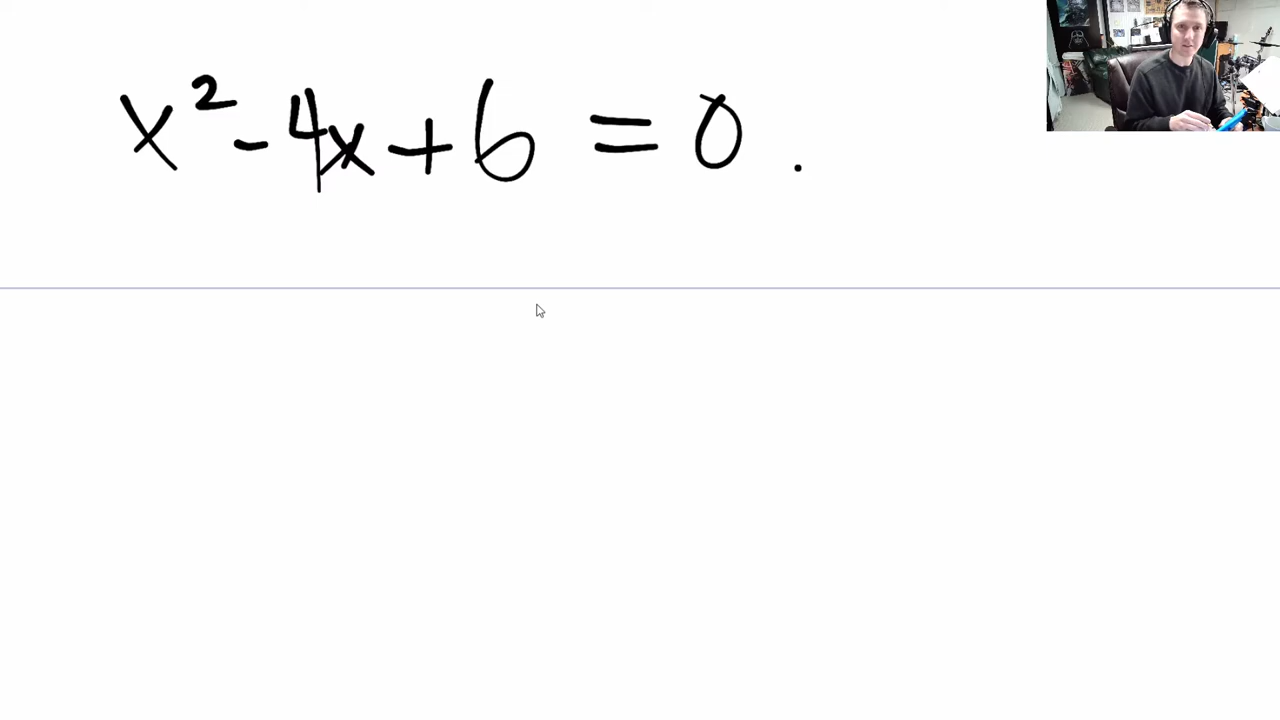 x² - 4x + 6 = 0 .